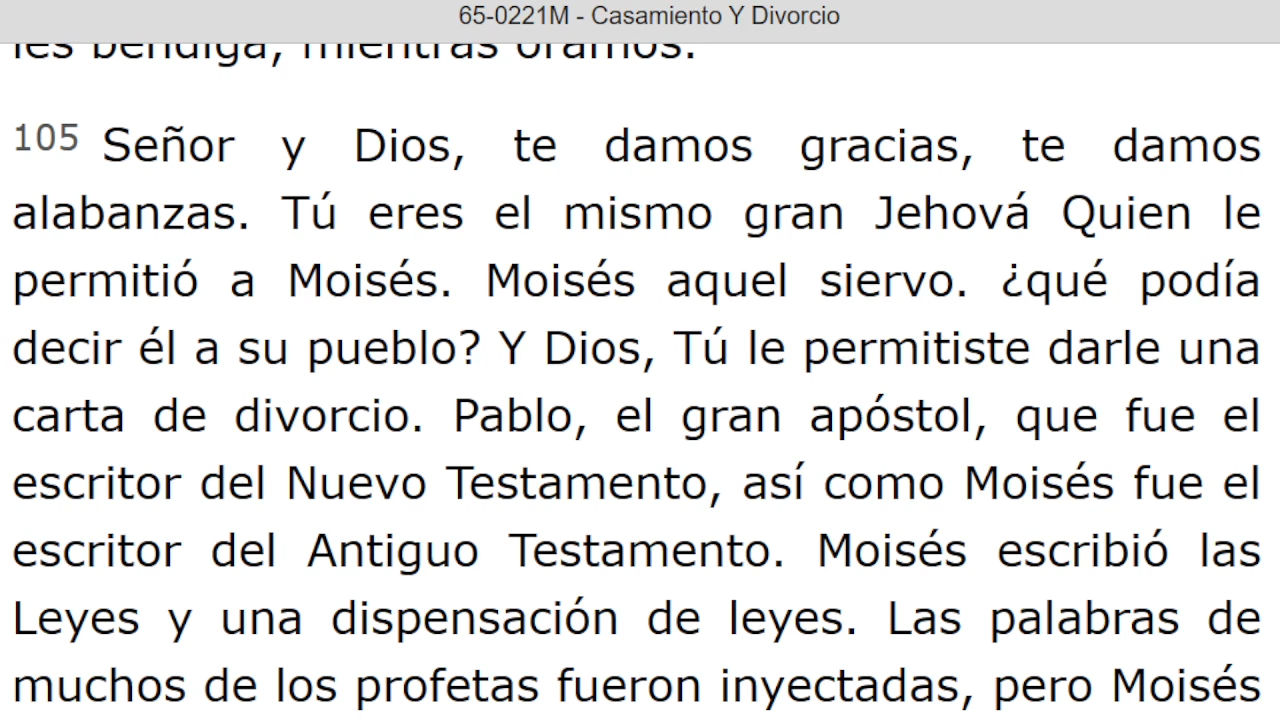 65-0221M - Casamiento Y Divorcio
les bendiga, mientras oramos.
105 Señor y Dios, te damos gracias, te damos
alabanzas. Tú eres el mismo gran Jehová Quien le
permitió a Moisés. Moisés aquel siervo. ¿qué podía
decir él a su pueblo? Y Dios, Tú le permitiste darle una
carta de divorcio. Pablo, el gran apóstol, que fue el
escritor del Nuevo Testamento, así como Moisés fue el
escritor del Antiguo Testamento. Moisés escribió las
Leyes y una dispensación de leyes. Las palabras de
muchos de los profetas fueron inyectadas, pero Moisés